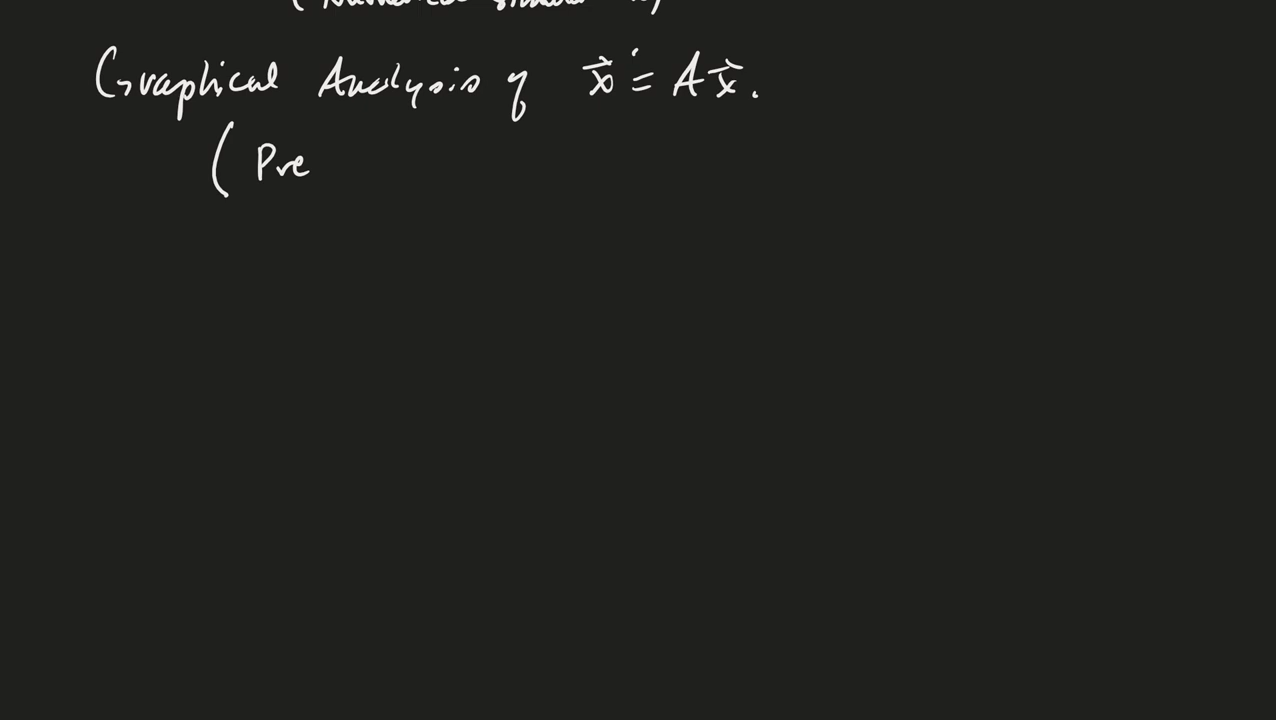 Graphical Analysis of x⃗' = Ax⃗.
( Pre